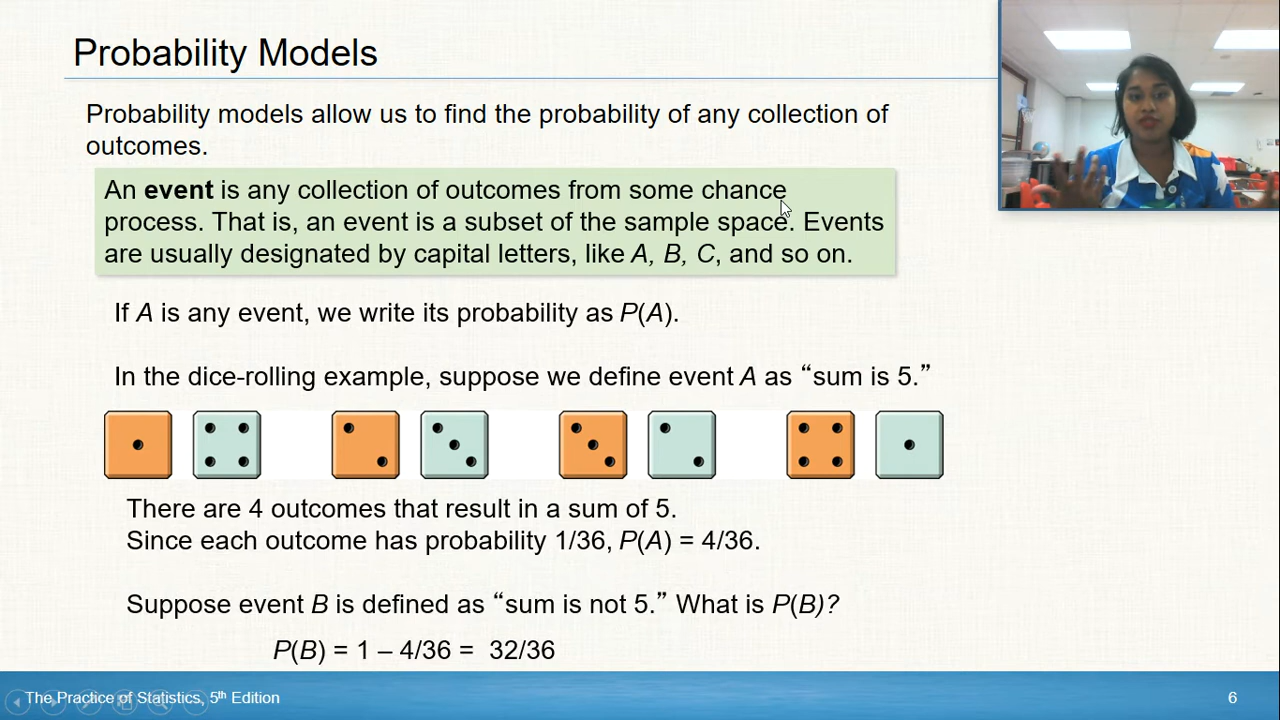 Probability Models
Probability models allow us to find the probability of any collection of
outcomes.
An event is any collection of outcomes from some chance
process. That is, an event is a subset of the sample space. Events
are usually designated by capital letters, like A, B, C, and so on.
If A is any event, we write its probability as P(A).
In the dice-rolling example, suppose we define event A as “sum is 5.”
There are 4 outcomes that result in a sum of 5.
Since each outcome has probability 1/36, P(A) = 4/36.
Suppose event B is defined as “sum is not 5.” What is P(B)?
P(B) = 1 – 4/36 = 32/36
The Practice of Statistics, 5th Edition
6